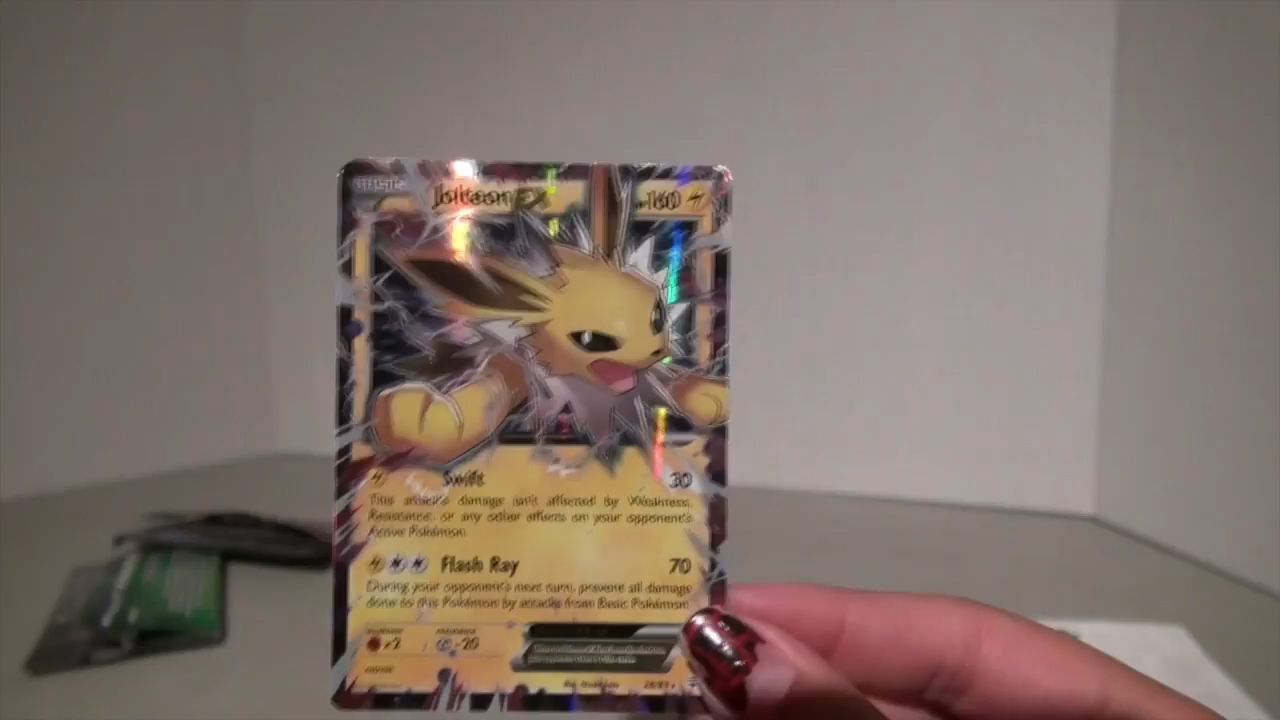 Jolteon EX 160
Swift 30
This attack's damage isn't affected by Weakness,
Resistance, or any other effects on your opponent's
Active Pokémon.
Flash Ray 70
During your opponent's next turn, prevent all damage
done to this Pokémon by attacks from Basic Pokémon.
×2 -20